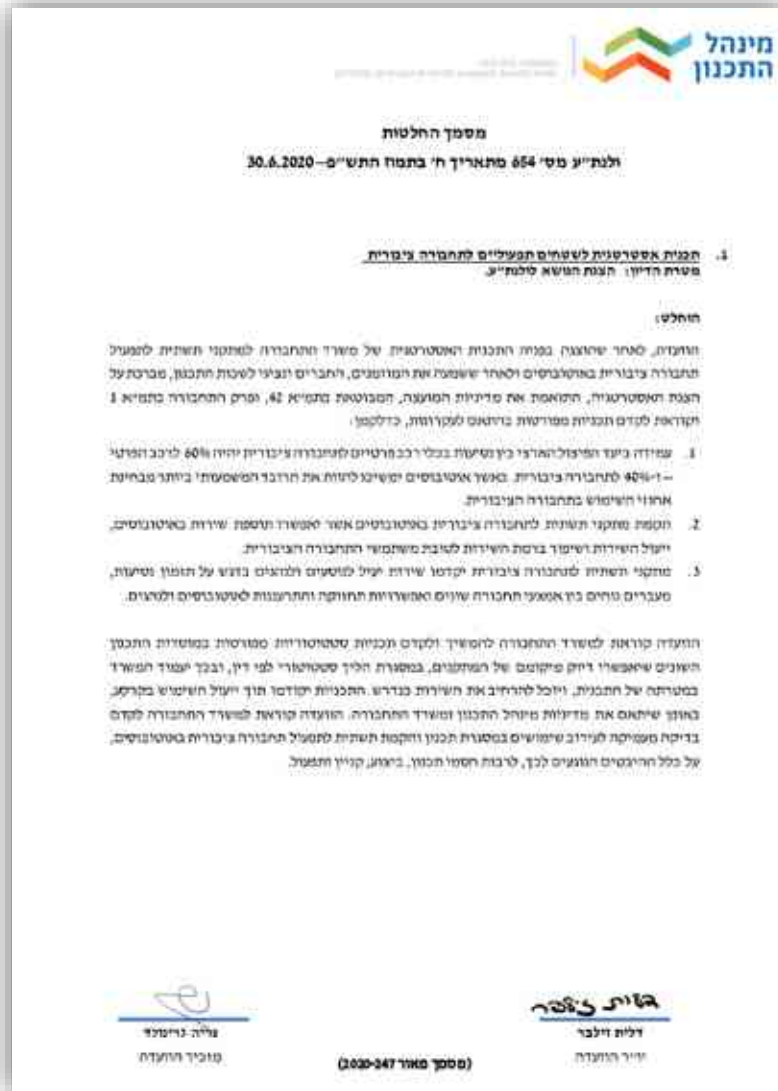 מינהל
התכנון
מסמך החלטות
ולנת״ע מס׳ 654 מתאריך ח׳ בתמוז התש״פ – 30.6.2020
1. תכנית אסטרטגית לשטחים תפעוליים לתחבורה ציבורית
מטרת הדיון: הצגת הנושא לולנת״ע.
הוחלט:
הוועדה, לאחר שהוצגה בפניה התכנית האסטרטגית של משרד התחבורה למתקני תשתית לתפעול
תחבורה ציבורית באוטובוסים ולאחר ששמעה את המוזמנים, החברים ונציגי לשכות התכנון, מברכת על
הצגת האסטרטגיה, התואמת את מדיניות המועצה, המבוטאת בתמ״א 42, ופרק התחבורה בתמ״א 1
וקוראת לקדם תכניות מפורטות בהתאם לעקרונות, כדלקמן:
1. עמידה ביעד הפיצול הארצי בין נסיעות בכלי רכב פרטיים לתחבורה ציבורית יהיה 60% לרכב הפרטי
– ו-40% לתחבורה ציבורית. כאשר אוטובוסים ימשיכו להוות את הרובד המשמעותי ביותר מבחינת
אחוזי השימוש בתחבורה הציבורית.
2. הקמת מתקני תשתית לתחבורה ציבורית באוטובוסים אשר יאפשרו תוספת שירות באוטובוסים,
ייעול השירות ושיפור ברמת השירות לטובת משתמשי התחבורה הציבורית.
3. מתקני תשתית לתחבורה ציבורית יקדמו שירות יעיל לנוסעים ולנהגים בדגש על תזמון נסיעות,
מעברים נוחים בין אמצעי תחבורה שונים ואפשרויות תחזוקה והתרעננות לאוטובוסים ולנהגים.
הוועדה קוראת למשרד התחבורה להמשיך ולקדם תכניות סטטוטוריות מפורטות במוסדות התכנון
השונים שיאפשרו דיוק מיקומם של המתקנים, במסגרת הליך סטטוטורי לפי דין, ובכך יעמוד המשרד
במטרתה של התכנית, ויוכל להרחיב את השירות כנדרש. התכניות יקודמו תוך ייעול השימוש בקרקע,
באופן שיתאם את מדיניות מינהל התכנון ומשרד התחבורה. הוועדה קוראת למשרד התחבורה לקדם
בדיקה מעמיקה לעירוב שימושים במסגרת תכנון והקמת תשתית לתפעול תחבורה ציבורית באוטובוסים,
על כלל ההיבטים הנוגעים לכך, לרבות חסמי תכנון, ביצוע, קניין ותפעול.
דלית זילבר
דלית זילבר
יו״ר הוועדה
(מסמך מאור 2020-247)
מזכיר הוועדה